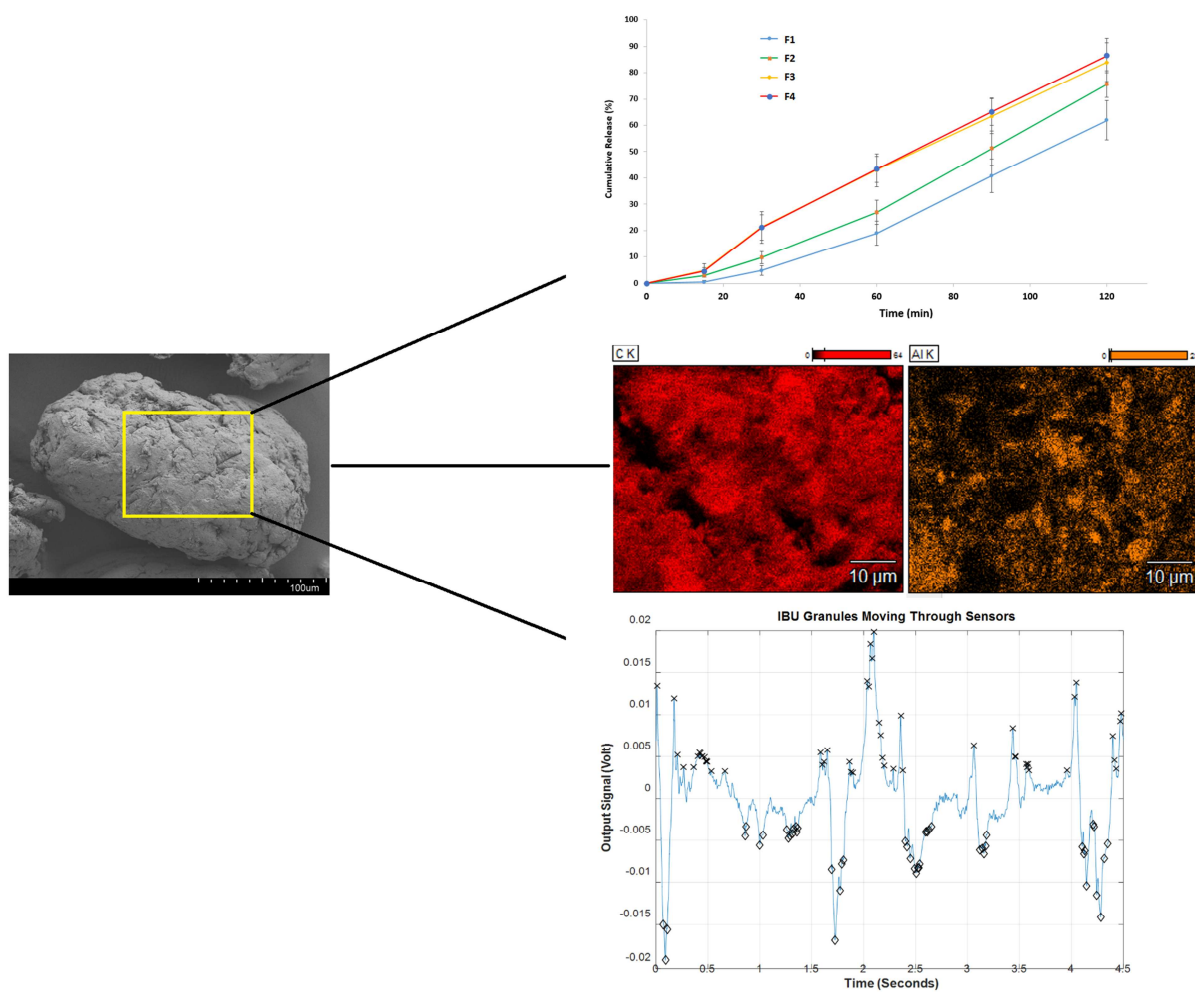 100
90
80
70
60
50
40
30
20
10
0
Cumulative Release (%)
F1
F2
F3
F4
0 20 40 60 80 100 120
Time (min)
C K
0 64
10 µm
Al K
0 2
10 µm
100um
IBU Granules Moving Through Sensors
0.02
0.015
0.01
0.005
0
-0.005
-0.01
-0.015
-0.02
Output Signal (Volt)
0 0.5 1 1.5 2 2.5 3 3.5 4 4.5
Time (Seconds)